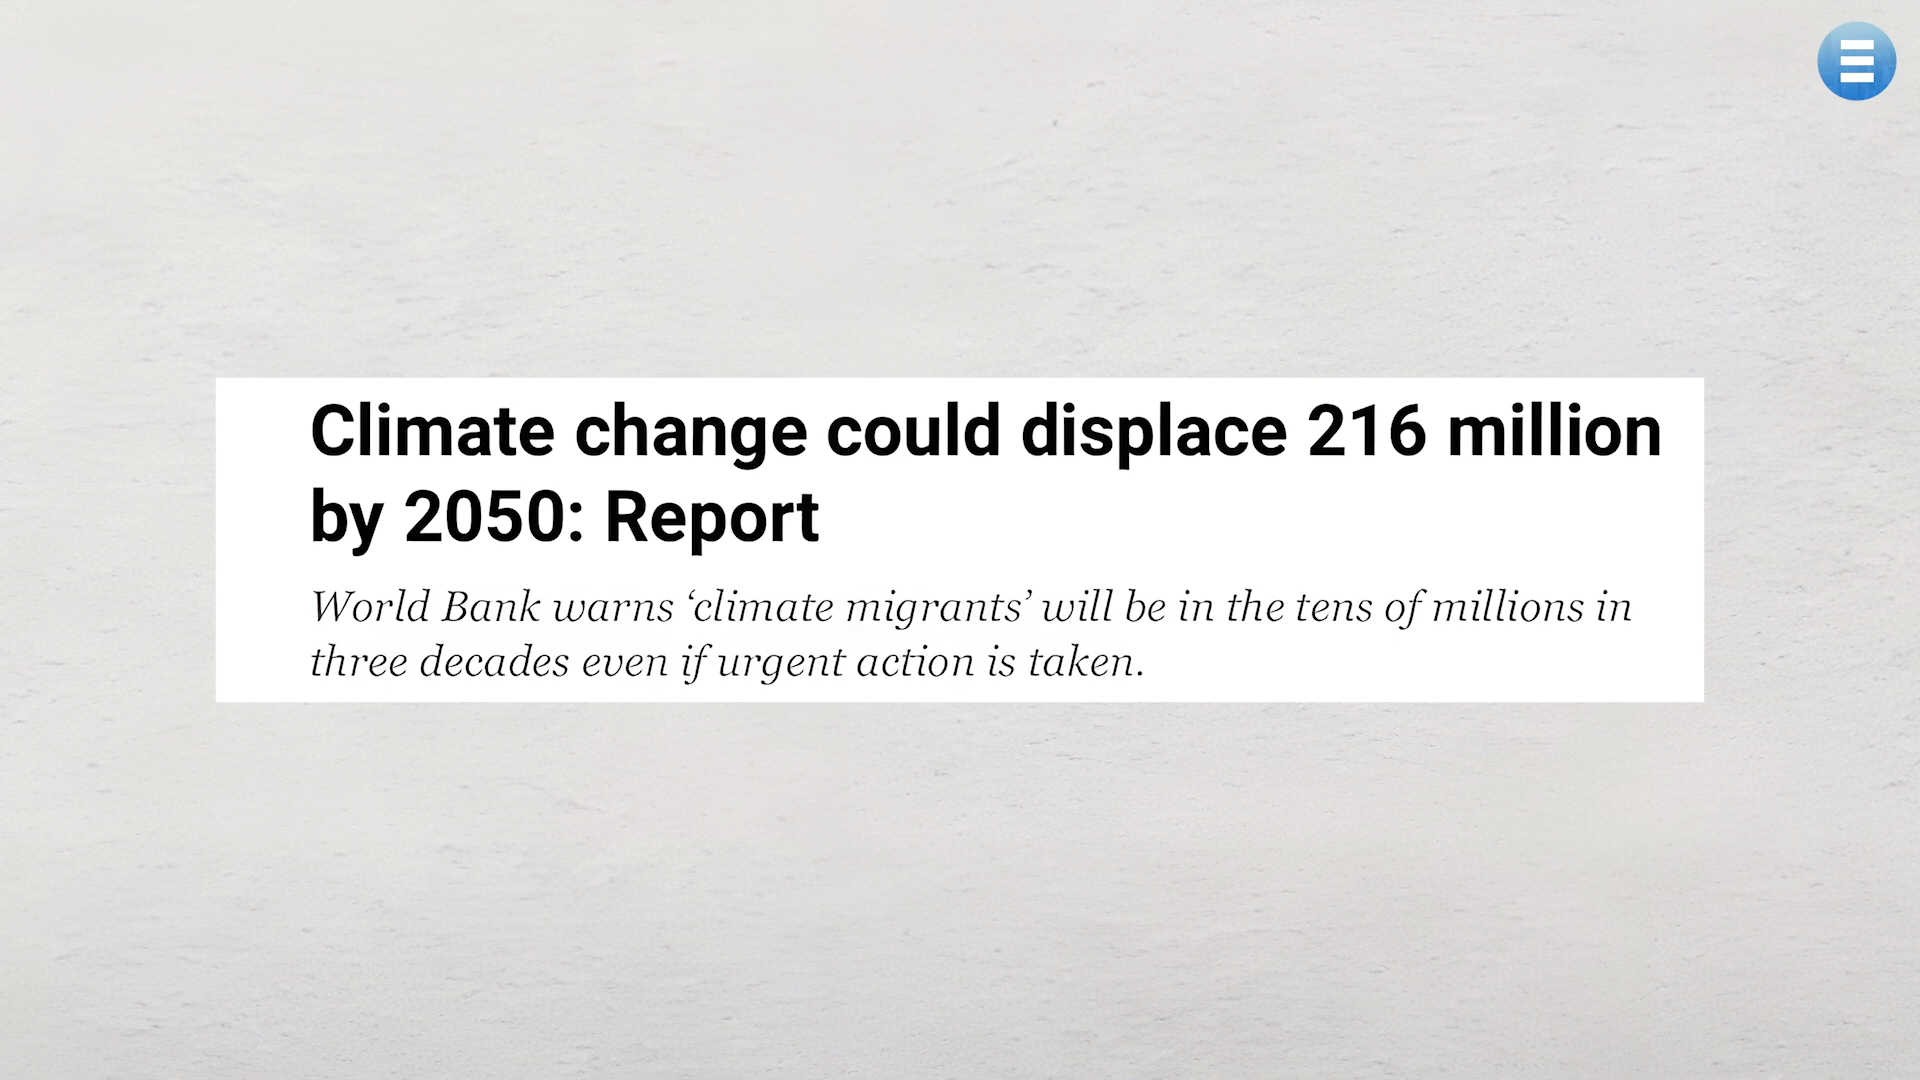 Climate change could displace 216 million
by 2050: Report
World Bank warns ‘climate migrants’ will be in the tens of millions in
three decades even if urgent action is taken.